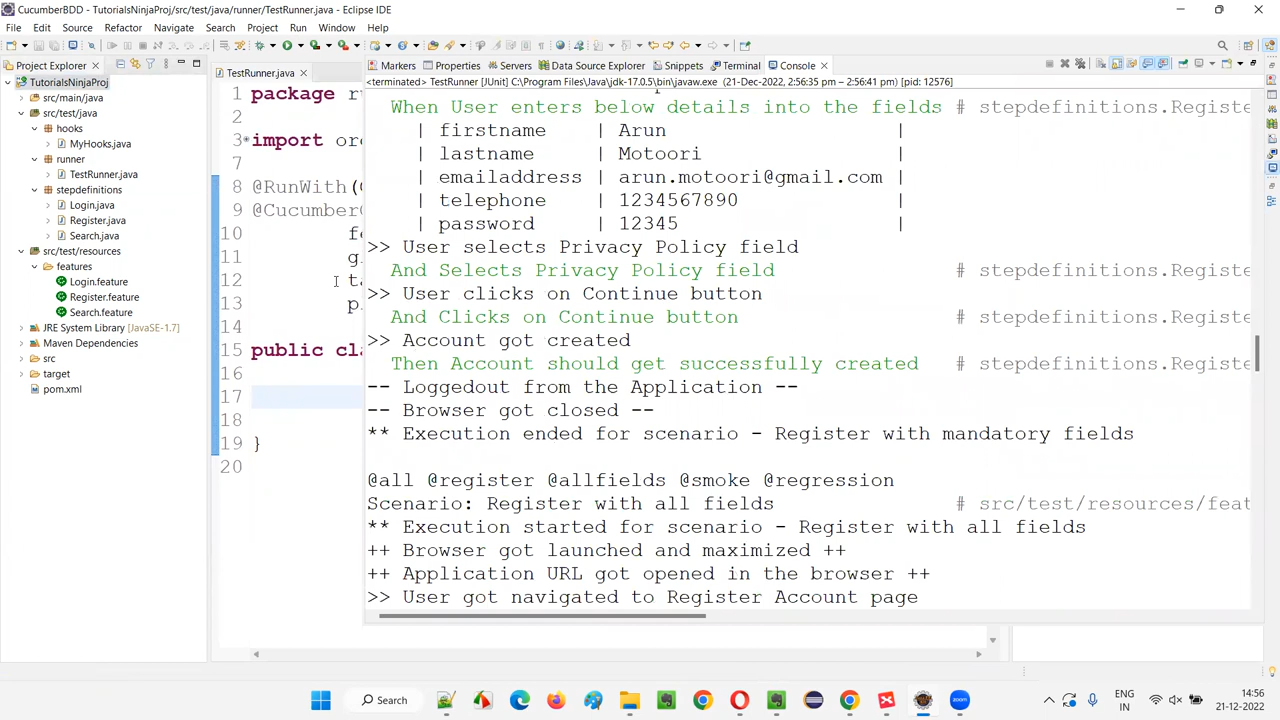 CucumberBDD - TutorialsNinjaProj/src/test/java/runner/TestRunner.java - Eclipse IDE
File Edit Source Refactor Navigate Search Project Run Window Help
Project Explorer
TutorialsNinjaProj
src/main/java
src/test/java
hooks
MyHooks.java
runner
TestRunner.java
stepdefinitions
Login.java
Register.java
Search.java
src/test/resources
features
Login.feature
Register.feature
Search.feature
JRE System Library [JavaSE-1.7]
Maven Dependencies
src
target
pom.xml
TestRunner.java
1 package r
2
3 import or
7
8 @RunWith(
9 @Cucumber
10 fe
11 g
12 ta
13 p
14
15 public cla
16
17
18
19 }
20
Markers Properties Servers Data Source Explorer Snippets Terminal Console
<terminated> TestRunner [JUnit] C:\Program Files\Java\jdk-17.0.5\bin\javaw.exe (21-Dec-2022, 2:56:35 pm – 2:56:41 pm) [pid: 12576]
When User enters below details into the fields # stepdefinitions.Registe
| firstname | Arun |
| lastname | Motoori |
| emailaddress | arun.motoori@gmail.com |
| telephone | 1234567890 |
| password | 12345 |
>> User selects Privacy Policy field
And Selects Privacy Policy field # stepdefinitions.Registe
>> User clicks on Continue button
And Clicks on Continue button # stepdefinitions.Registe
>> Account got created
Then Account should get successfully created # stepdefinitions.Registe
-- Loggedout from the Application --
-- Browser got closed --
** Execution ended for scenario - Register with mandatory fields
@all @register @allfields @smoke @regression
Scenario: Register with all fields # src/test/resources/feat
** Execution started for scenario - Register with all fields
++ Browser got launched and maximized ++
++ Application URL got opened in the browser ++
>> User got navigated to Register Account page
Search
zoom
ENG
IN
14:56
21-12-2022